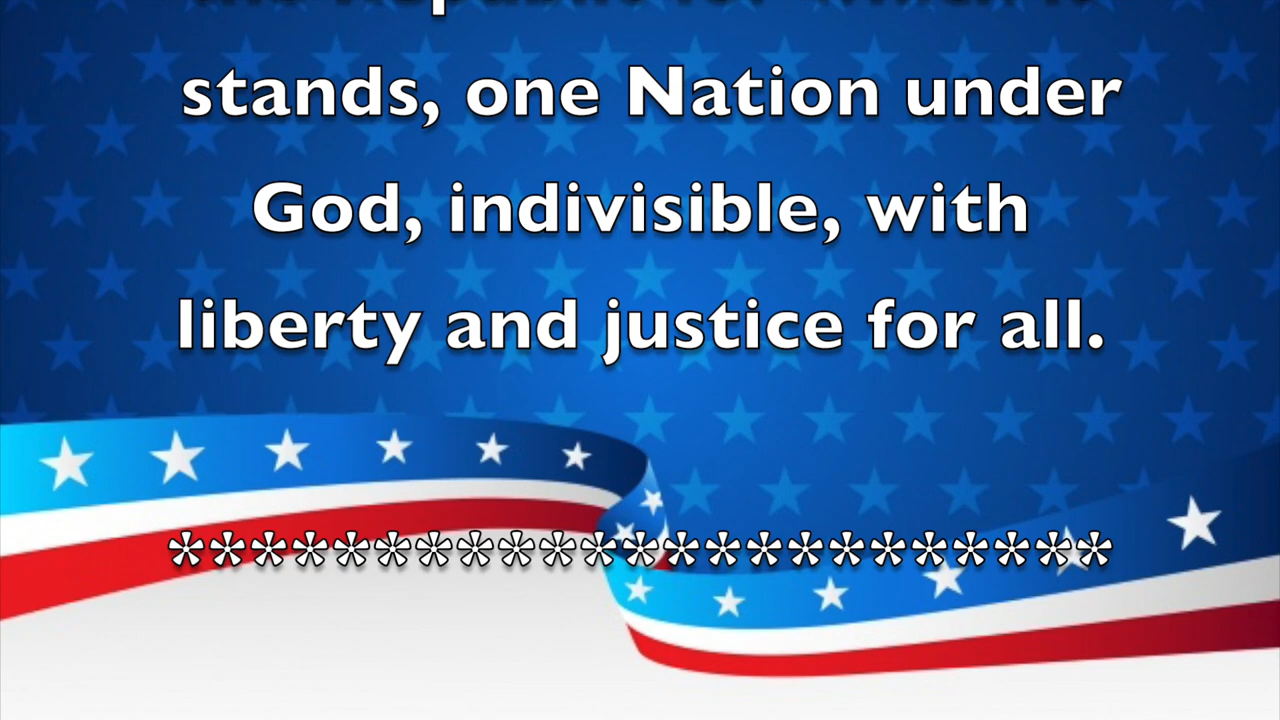 stands, one Nation under
God, indivisible, with
liberty and justice for all.
***********************